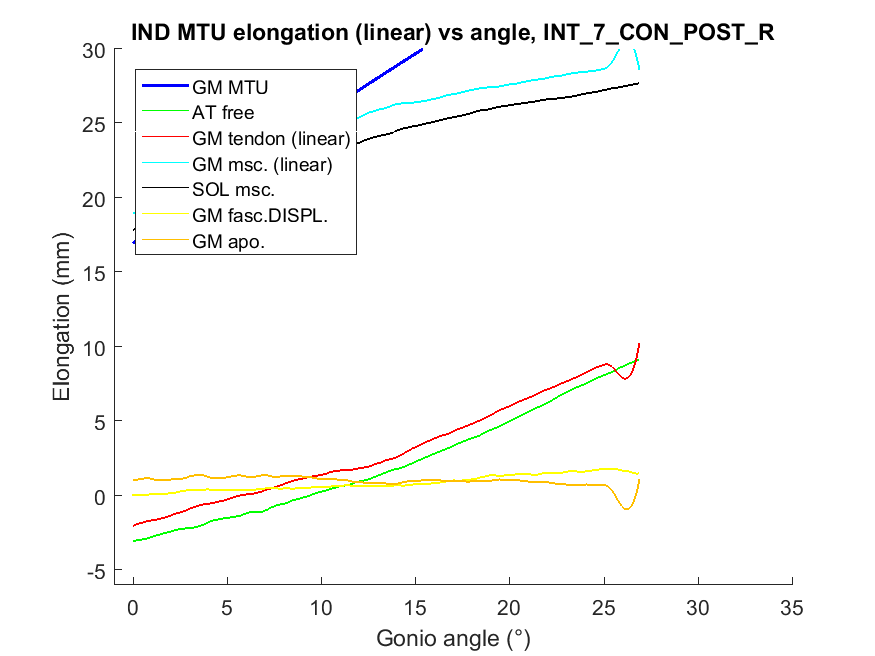 IND MTU elongation (linear) vs angle, INT_7_CON_POST_R
30
25
20
15
10
5
0
-5
Elongation (mm)
GM MTU
AT free
GM tendon (linear)
GM msc. (linear)
SOL msc.
GM fasc.DISPL.
GM apo.
0 5 10 15 20 25 30 35
Gonio angle (°)